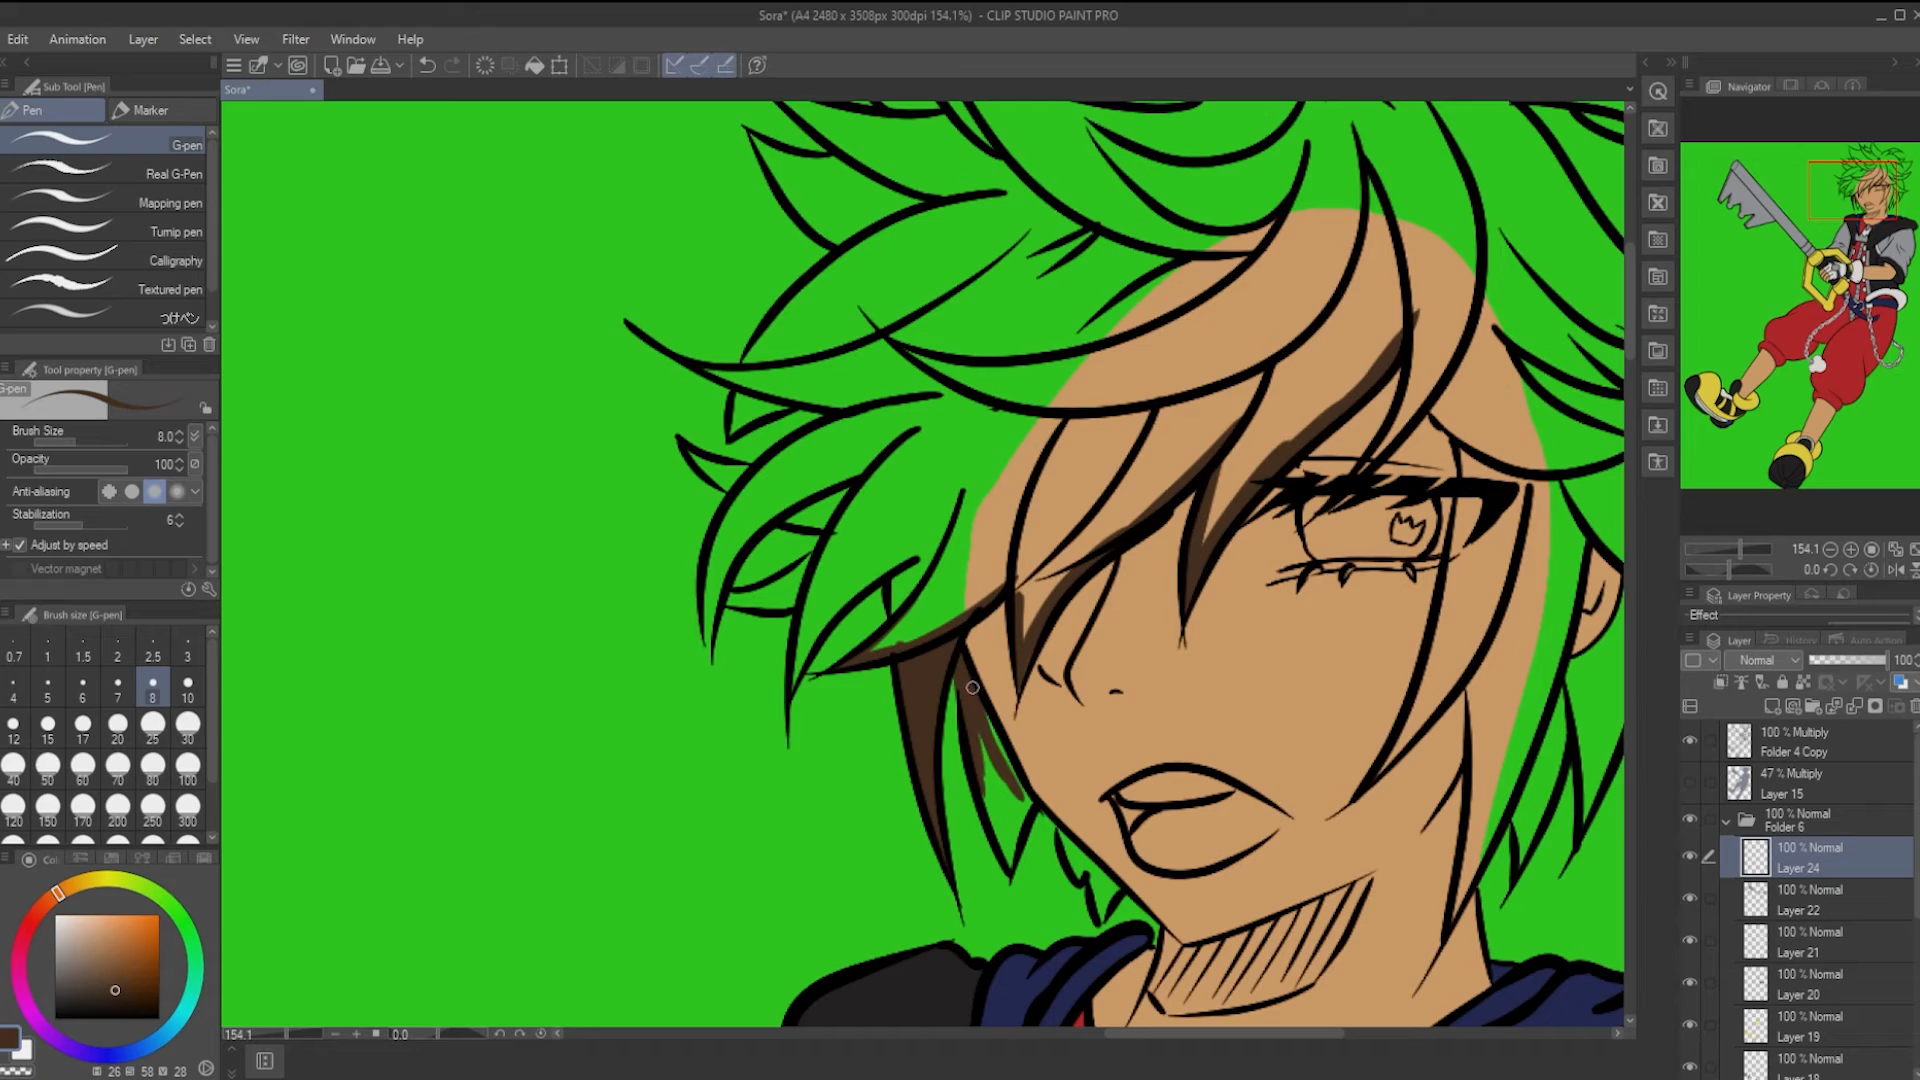 Sora* (A4 2480 x 3508px 300dpi 154.1%) - CLIP STUDIO PAINT PRO
Edit Animation Layer Select View Filter Window Help
Sub Tool [Pen]
Pen Marker
G-pen
Real G-Pen
Mapping pen
Turnip pen
Calligraphy
Textured pen
つけペン
Tool property [G-pen]
G-pen
Brush Size 8.0
Opacity 100
Anti-aliasing
Stabilization 6
Adjust by speed
Vector magnet
Brush size [G-pen]
0.7 1 1.5 2 2.5 3
4 5 6 7 8 10
12 15 17 20 25 30
40 50 60 70 80 100
120 150 170 200 250 300
Col
26 58 28
Sora*
154.1 0.0
Navigator
154.1
0.0
Layer Property
Effect
Layer History Auto Action
Normal 100
100 % Multiply
Folder 4 Copy
47 % Multiply
Layer 15
100 % Normal
Folder 6
100 % Normal
Layer 24
100 % Normal
Layer 22
100 % Normal
Layer 21
100 % Normal
Layer 20
100 % Normal
Layer 19
100 % Normal
Layer 18